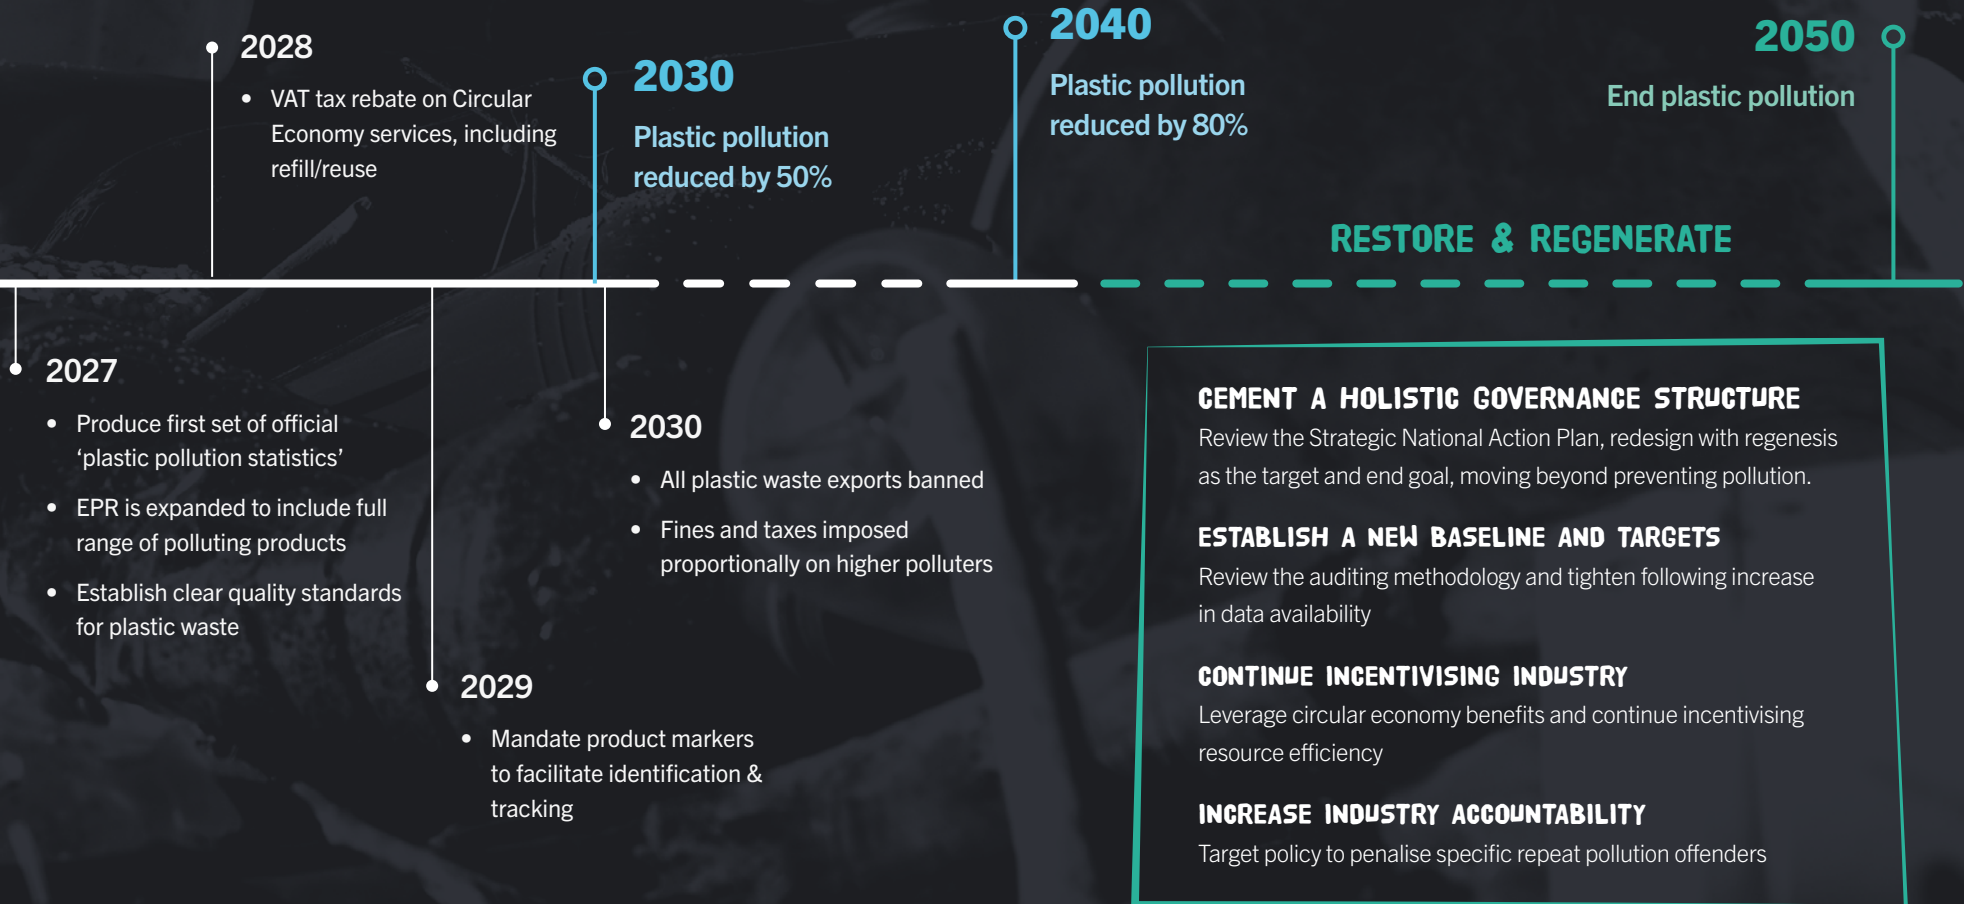 2028
• VAT tax rebate on Circular
Economy services, including
refill/reuse
2030
Plastic pollution
reduced by 50%
2040
Plastic pollution
reduced by 80%
2050
End plastic pollution
RESTORE & REGENERATE
2027
• Produce first set of official
‘plastic pollution statistics’
• EPR is expanded to include full
range of polluting products
• Establish clear quality standards
for plastic waste
2029
• Mandate product markers
to facilitate identification &
tracking
2030
• All plastic waste exports banned
• Fines and taxes imposed
proportionally on higher polluters
CEMENT A HOLISTIC GOVERNANCE STRUCTURE
Review the Strategic National Action Plan, redesign with regenesis
as the target and end goal, moving beyond preventing pollution.
ESTABLISH A NEW BASELINE AND TARGETS
Review the auditing methodology and tighten following increase
in data availability
CONTINUE INCENTIVISING INDUSTRY
Leverage circular economy benefits and continue incentivising
resource efficiency
INCREASE INDUSTRY ACCOUNTABILITY
Target policy to penalise specific repeat pollution offenders